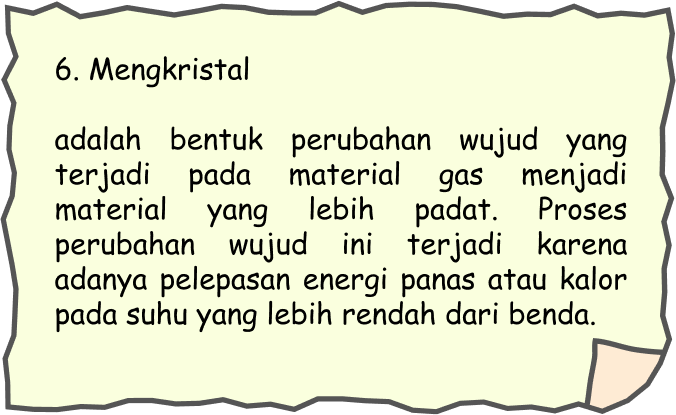 6. Mengkristal
adalah bentuk perubahan wujud yang
terjadi pada material gas menjadi
material yang lebih padat. Proses
perubahan wujud ini terjadi karena
adanya pelepasan energi panas atau kalor
pada suhu yang lebih rendah dari benda.